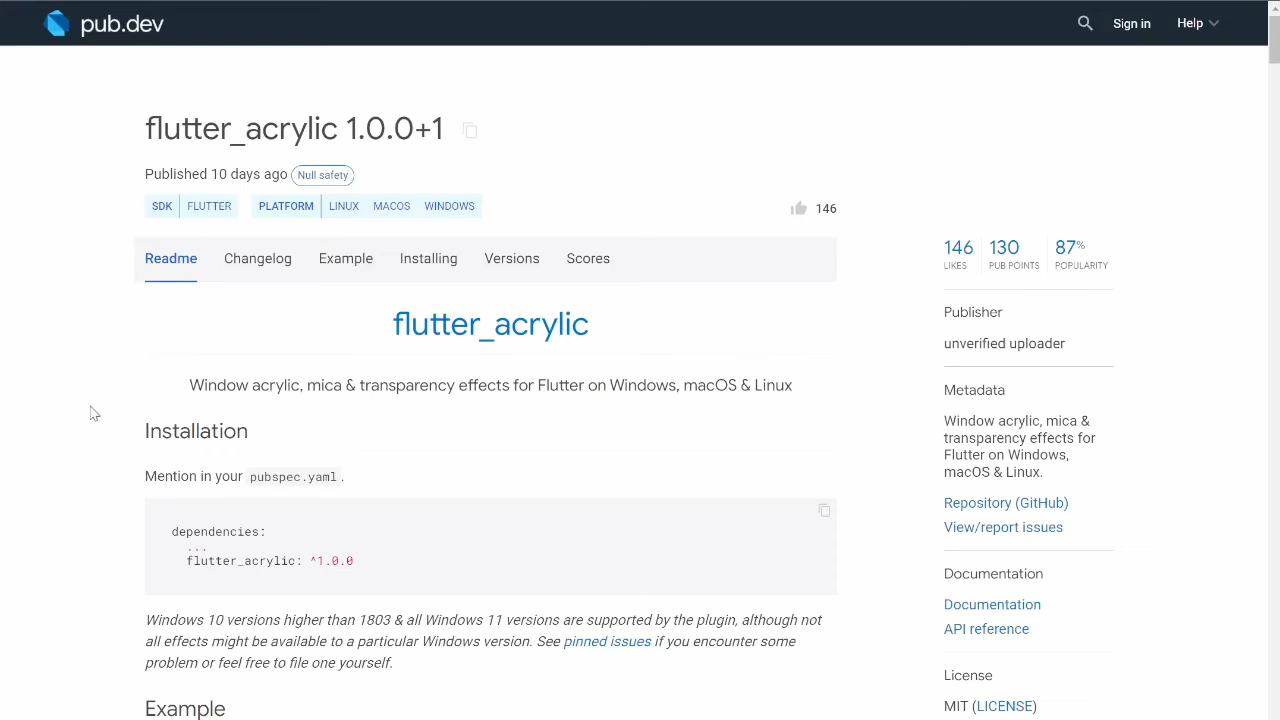 pub.dev
Sign in
Help
flutter_acrylic 1.0.0+1
Published 10 days ago Null safety
SDK FLUTTER PLATFORM LINUX MACOS WINDOWS
146
Readme Changelog Example Installing Versions Scores
flutter_acrylic
Window acrylic, mica & transparency effects for Flutter on Windows, macOS & Linux
Installation
Mention in your pubspec.yaml.
dependencies:
...
flutter_acrylic: ^1.0.0
Windows 10 versions higher than 1803 & all Windows 11 versions are supported by the plugin, although not
all effects might be available to a particular Windows version. See pinned issues if you encounter some
problem or feel free to file one yourself.
Example
146 130 87%
LIKES PUB POINTS POPULARITY
Publisher
unverified uploader
Metadata
Window acrylic, mica &
transparency effects for
Flutter on Windows,
macOS & Linux.
Repository (GitHub)
View/report issues
Documentation
Documentation
API reference
License
MIT (LICENSE)